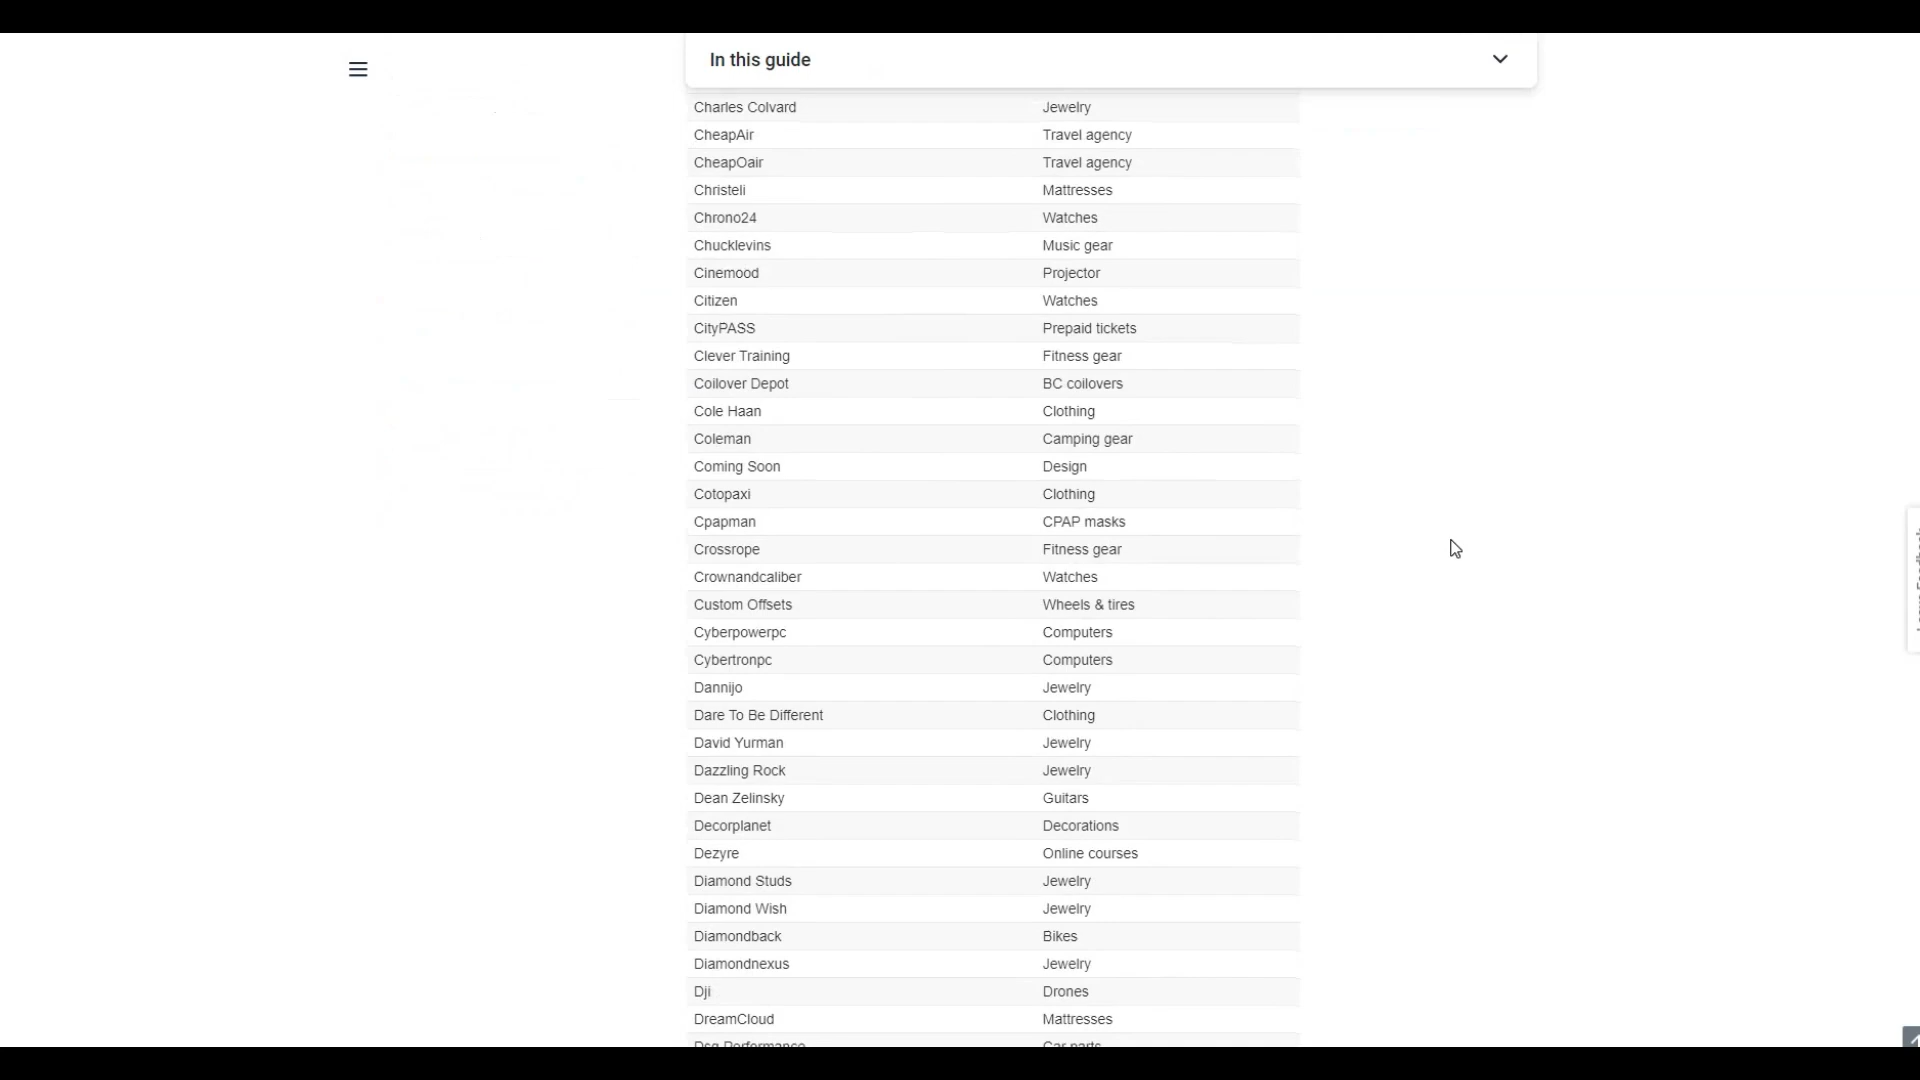 In this guide
Charles Colvard Jewelry
CheapAir Travel agency
CheapOair Travel agency
Christeli Mattresses
Chrono24 Watches
Chucklevins Music gear
Cinemood Projector
Citizen Watches
CityPASS Prepaid tickets
Clever Training Fitness gear
Coilover Depot BC coilovers
Cole Haan Clothing
Coleman Camping gear
Coming Soon Design
Cotopaxi Clothing
Cpapman CPAP masks
Crossrope Fitness gear
Crownandcaliber Watches
Custom Offsets Wheels & tires
Cyberpowerpc Computers
Cybertronpc Computers
Dannijo Jewelry
Dare To Be Different Clothing
David Yurman Jewelry
Dazzling Rock Jewelry
Dean Zelinsky Guitars
Decorplanet Decorations
Dezyre Online courses
Diamond Studs Jewelry
Diamond Wish Jewelry
Diamondback Bikes
Diamondnexus Jewelry
Dji Drones
DreamCloud Mattresses
Dsg Performance Car parts